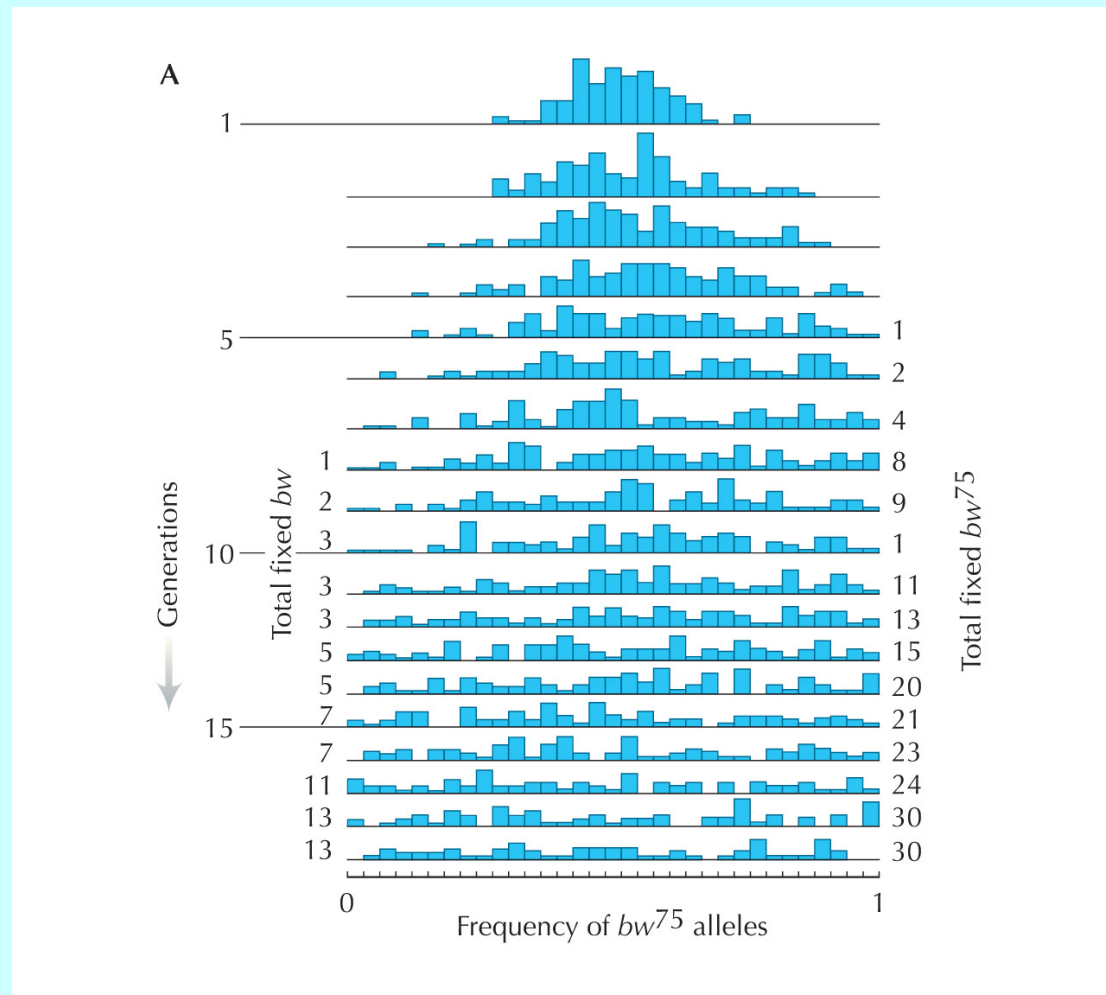 A
1
5
1
2
4
1 8
2 9
10 3 1
3 11
3 13
5 15
5 20
15 7 21
7 23
11 24
13 30
13 30
Generations
Total fixed bw
Total fixed bw75
0 1
Frequency of bw75 alleles